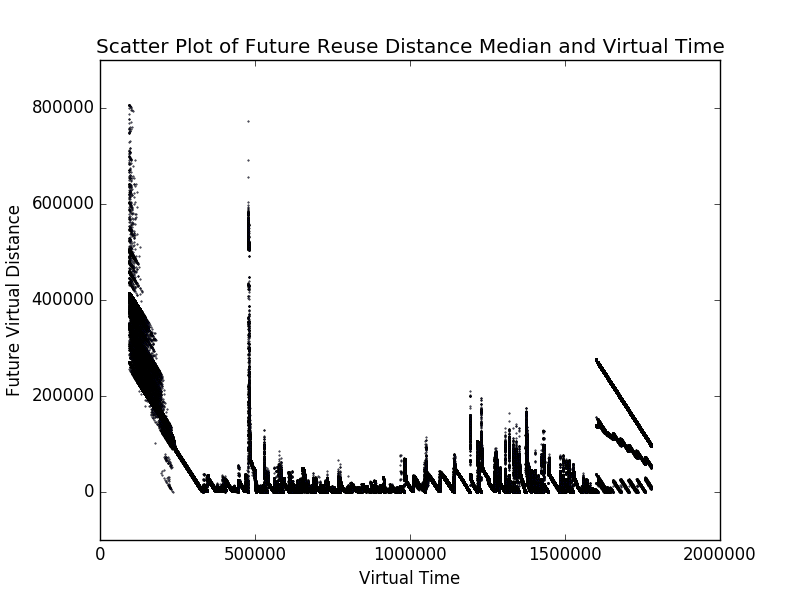 Scatter Plot of Future Reuse Distance Median and Virtual Time
800000
600000
400000
200000
0
Future Virtual Distance
0 500000 1000000 1500000 2000000
Virtual Time